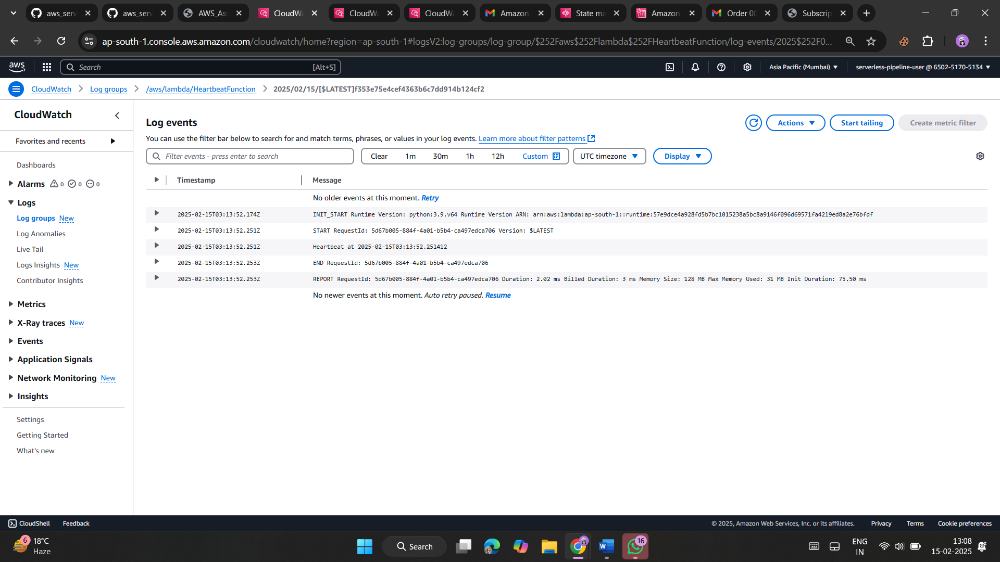 aws_serv
aws_serv
AWS_As
CloudWa
CloudWa
CloudWa
Amazon
State ma
Amazon
Order 00
Subscrip
ap-south-1.console.aws.amazon.com/cloudwatch/home?region=ap-south-1#logsV2:log-groups/log-group/$252Faws$252Flambda$252FHeartbeatFunction/log-events/2025$252F0...
aws
Search [Alt+S]
Asia Pacific (Mumbai)
serverless-pipeline-user @ 6502-5170-5134
CloudWatch
Log groups
/aws/lambda/HeartbeatFunction
2025/02/15/[$LATEST]f353e75e4cef4363b6c7dd914b124cf2
CloudWatch
Favorites and recents
Dashboards
Alarms 0 0 0
Logs
Log groups New
Log Anomalies
Live Tail
Logs Insights New
Contributor Insights
Metrics
X-Ray traces New
Events
Application Signals
Network Monitoring New
Insights
Settings
Getting Started
What's new
Log events
Actions
Start tailing
Create metric filter
You can use the filter bar below to search for and match terms, phrases, or values in your log events. Learn more about filter patterns
Filter events - press enter to search
Clear 1m 30m 1h 12h Custom
UTC timezone
Display
Timestamp Message
No older events at this moment. Retry
2025-02-15T03:13:52.174Z INIT_START Runtime Version: python:3.9.v64 Runtime Version ARN: arn:aws:lambda:ap-south-1::runtime:57e9dce4a928fd5b7bc1015238a5bc8a9146f096d69571fa4219ed8a2e76bfdf
2025-02-15T03:13:52.251Z START RequestId: 5d67b005-884f-4a01-b5b4-ca497edca706 Version: $LATEST
2025-02-15T03:13:52.251Z Heartbeat at 2025-02-15T03:13:52.251412
2025-02-15T03:13:52.253Z END RequestId: 5d67b005-884f-4a01-b5b4-ca497edca706
2025-02-15T03:13:52.253Z REPORT RequestId: 5d67b005-884f-4a01-b5b4-ca497edca706 Duration: 2.02 ms Billed Duration: 3 ms Memory Size: 128 MB Max Memory Used: 31 MB Init Duration: 75.50 ms
No newer events at this moment. Auto retry paused. Resume
CloudShell Feedback
© 2025, Amazon Web Services, Inc. or its affiliates. Privacy Terms Cookie preferences
6
18°C
Haze
Search
16
ENG
IN
13:08
15-02-2025